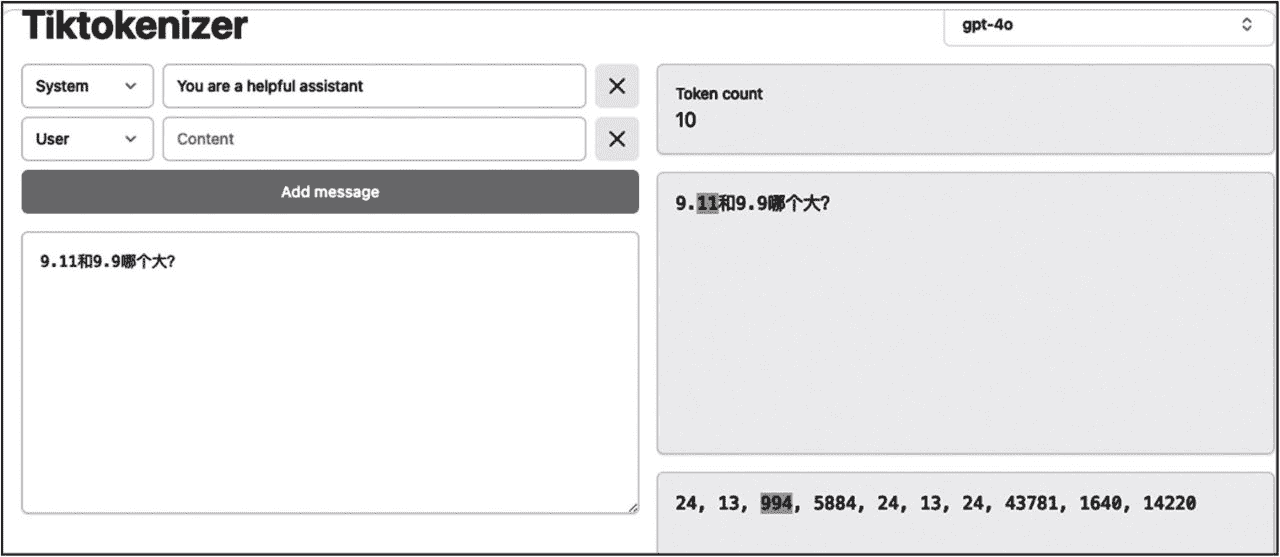 Tiktokenizer
gpt-4o
System
You are a helpful assistant
User
Content
Add message
9.11和9.9哪个大?
Token count
10
9.11和9.9哪个大?
24, 13, 994, 5884, 24, 13, 24, 43781, 1640, 14220